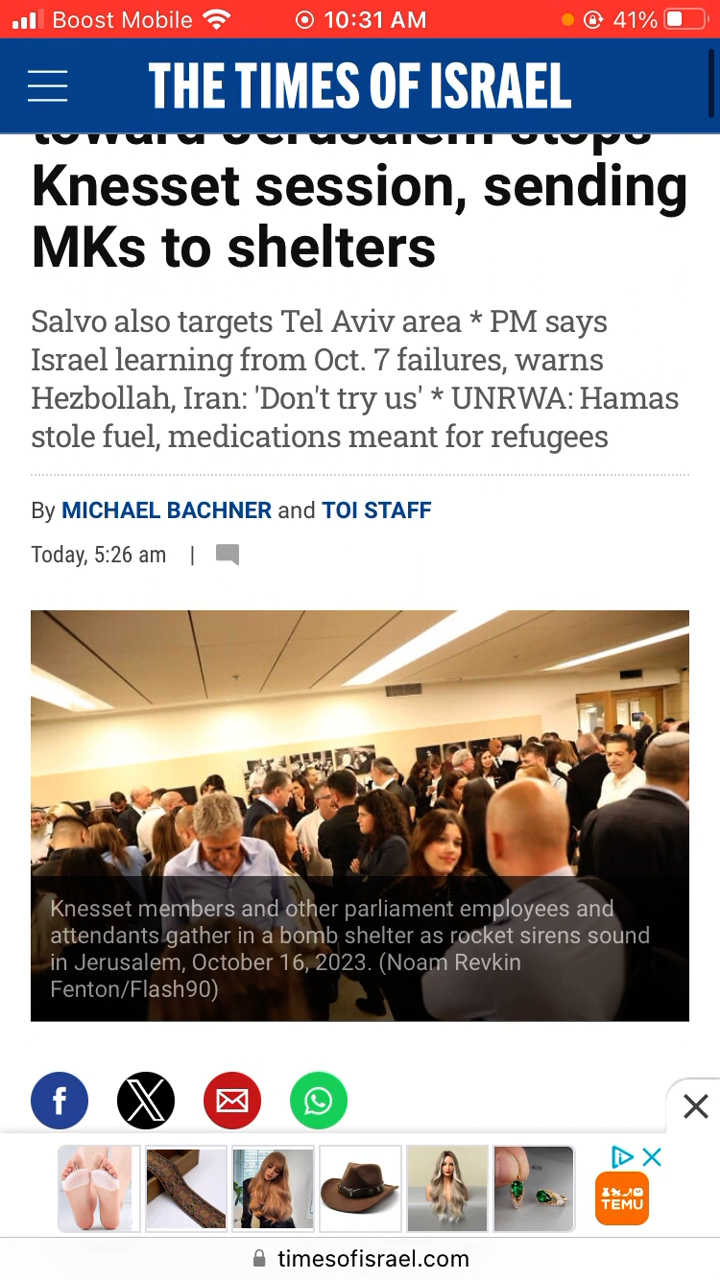 Boost Mobile 10:31 AM 41%
THE TIMES OF ISRAEL
toward Jerusalem stops
Knesset session, sending
MKs to shelters
Salvo also targets Tel Aviv area * PM says
Israel learning from Oct. 7 failures, warns
Hezbollah, Iran: 'Don't try us' * UNRWA: Hamas
stole fuel, medications meant for refugees
By MICHAEL BACHNER and TOI STAFF
Today, 5:26 am |
Knesset members and other parliament employees and
attendants gather in a bomb shelter as rocket sirens sound
in Jerusalem, October 16, 2023. (Noam Revkin
Fenton/Flash90)
TEMU
timesofisrael.com